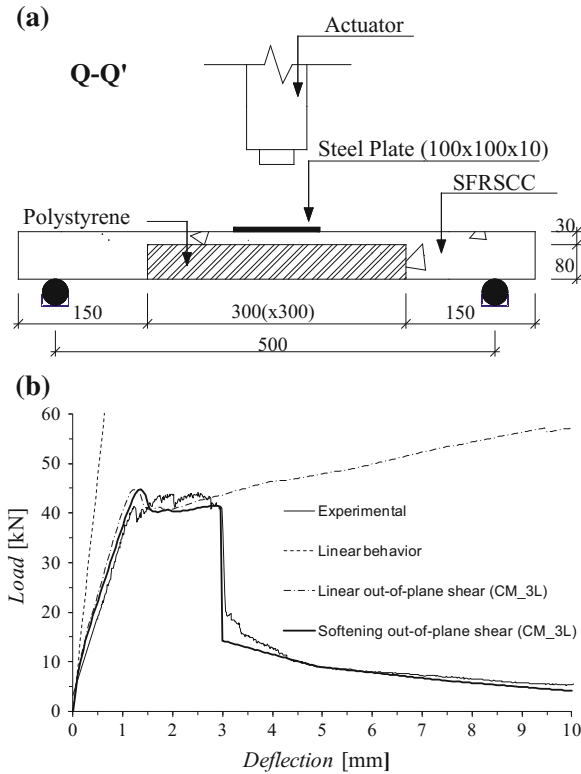 (a)
Actuator
Q-Q'
Steel Plate (100x100x10)
SFRSCC
Polystyrene
30
80
150
300(x300)
150
500
(b)
60
50
40
30
20
10
0
Load [kN]
Experimental
Linear behavior
Linear out-of-plane shear (CM_3L)
Softening out-of-plane shear (CM_3L)
0 1 2 3 4 5 6 7 8 9 10
Deflection [mm]